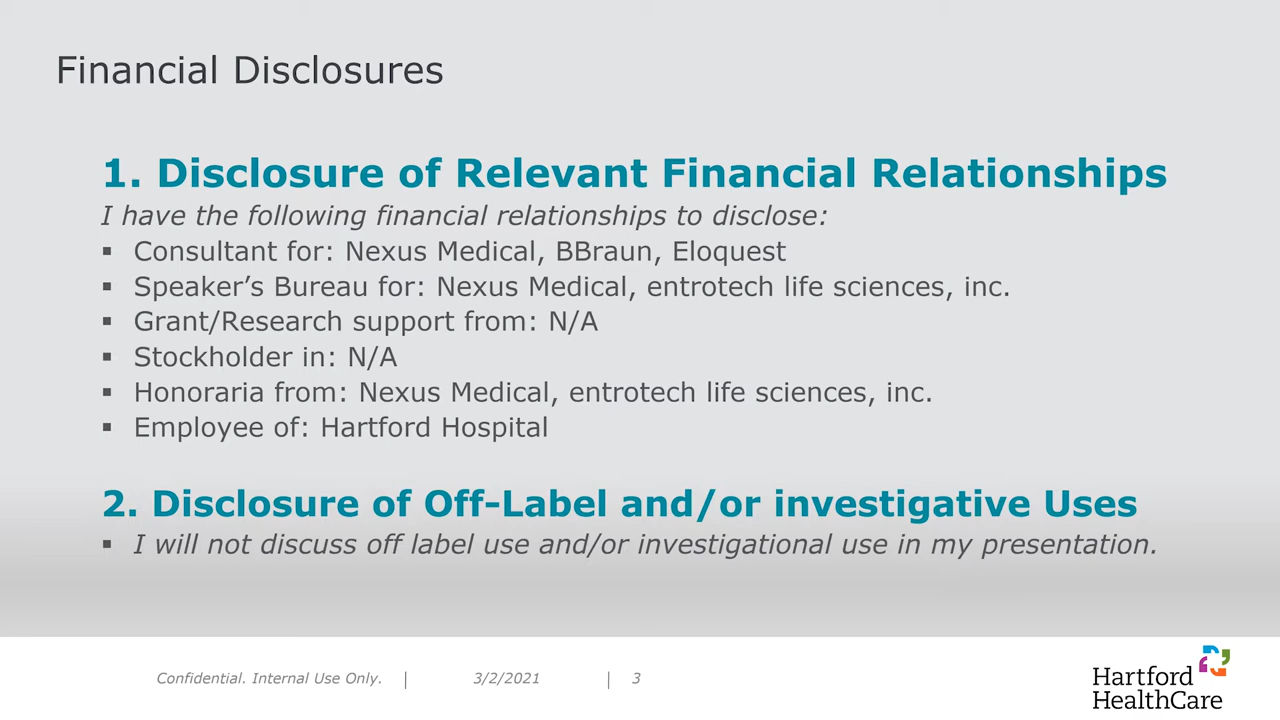 Financial Disclosures
1. Disclosure of Relevant Financial Relationships
I have the following financial relationships to disclose:
▪ Consultant for: Nexus Medical, BBraun, Eloquest
▪ Speaker’s Bureau for: Nexus Medical, entrotech life sciences, inc.
▪ Grant/Research support from: N/A
▪ Stockholder in: N/A
▪ Honoraria from: Nexus Medical, entrotech life sciences, inc.
▪ Employee of: Hartford Hospital
2. Disclosure of Off-Label and/or investigative Uses
▪ I will not discuss off label use and/or investigational use in my presentation.
Confidential. Internal Use Only. | 3/2/2021 | 3
Hartford
HealthCare